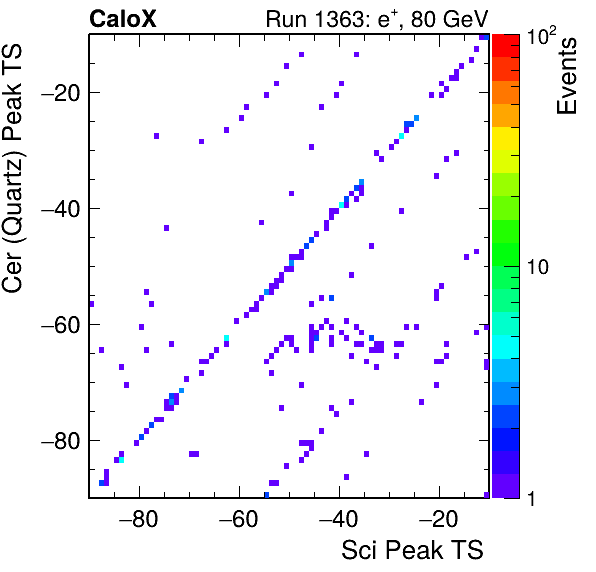 CaloX Run 1363: e⁺, 80 GeV
Cer (Quartz) Peak TS
−20
−40
−60
−80
−80 −60 −40 −20
Sci Peak TS
10²
10
1
Events